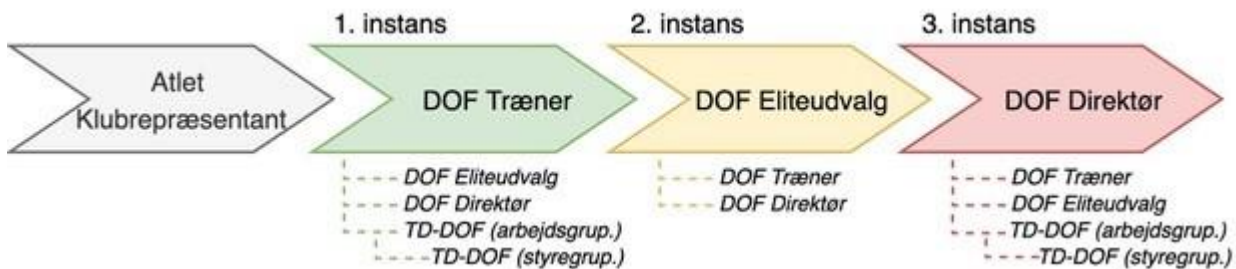 1. instans
2. instans
3. instans
Atlet
Klubrepræsentant
DOF Træner
DOF Eliteudvalg
DOF Direktør
DOF Eliteudvalg
DOF Direktør
TD-DOF (arbejdsgrup.)
TD-DOF (styregrup.)
DOF Træner
DOF Direktør
DOF Træner
DOF Eliteudvalg
TD-DOF (arbejdsgrup.)
TD-DOF (styregrup.)